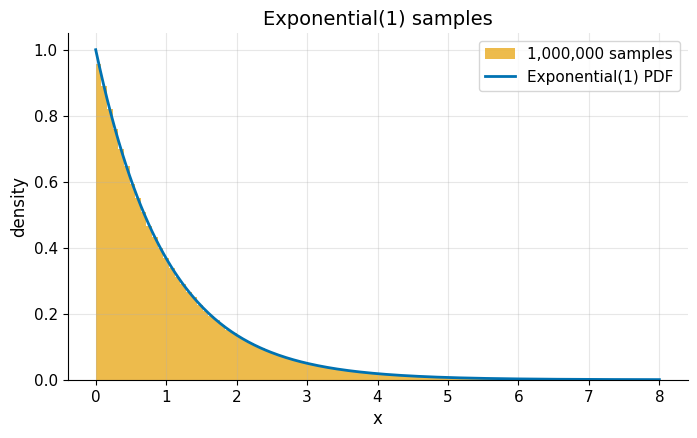 Exponential(1) samples
1,000,000 samples
Exponential(1) PDF
density
1.0
0.8
0.6
0.4
0.2
0.0
0 1 2 3 4 5 6 7 8
x